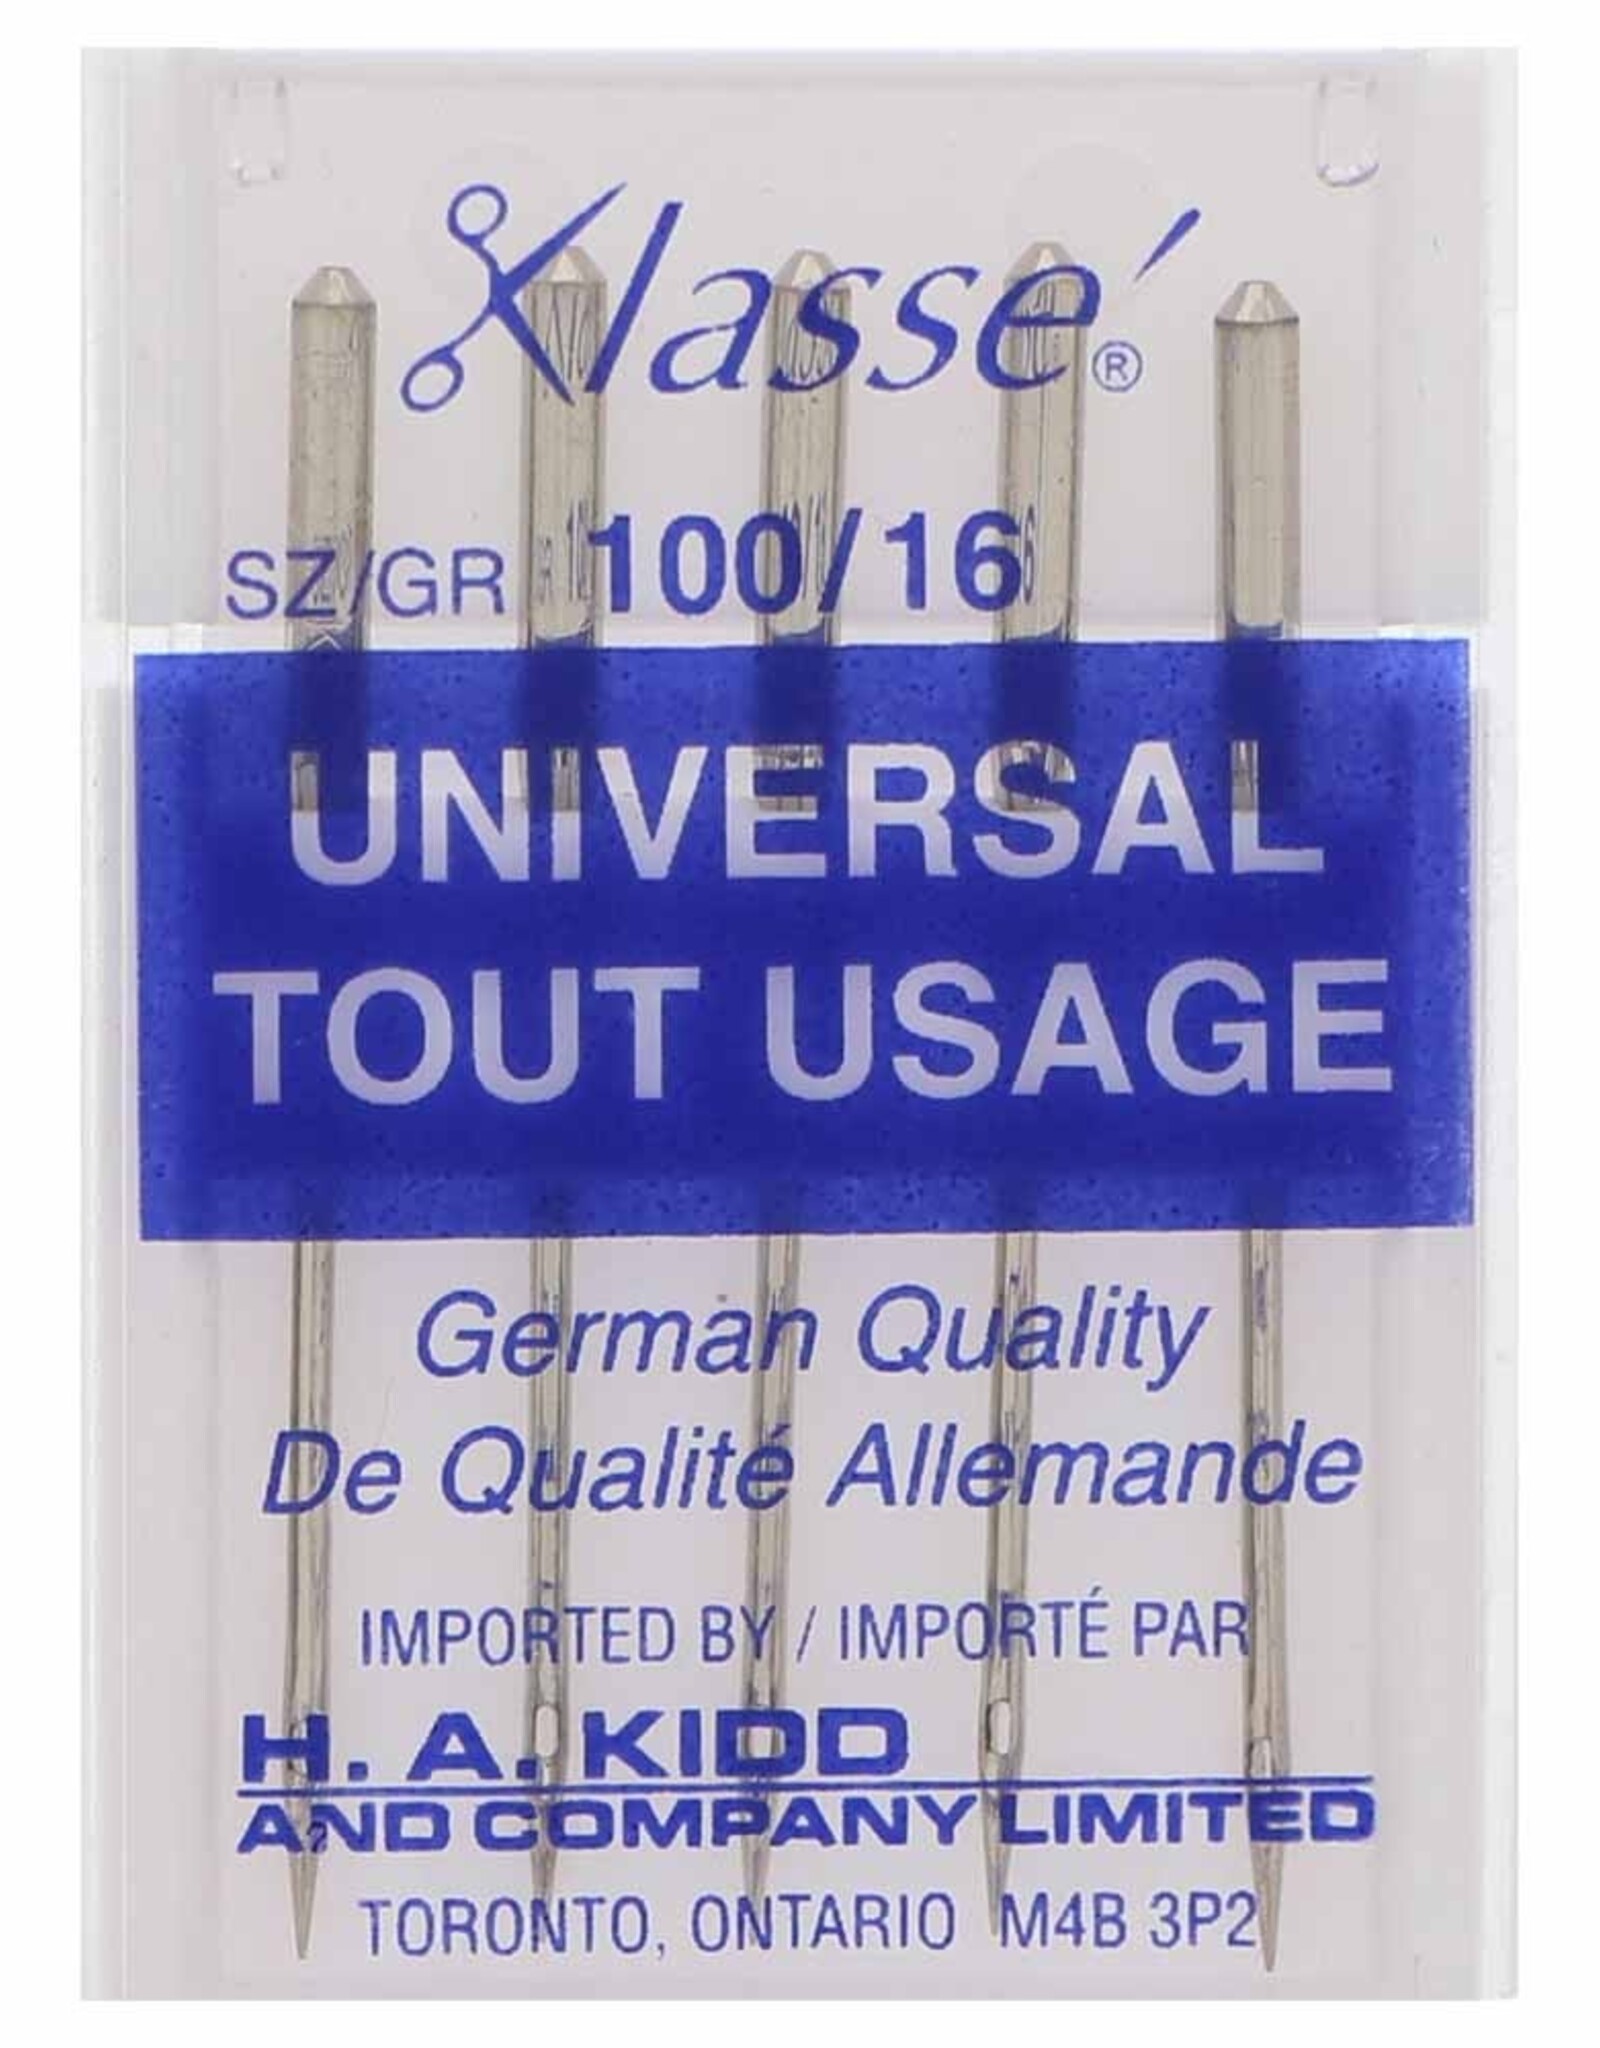 Klassé®
SZ/GR 100/16
UNIVERSAL
TOUT USAGE
German Quality
De Qualité Allemande
IMPORTED BY / IMPORTÉ PAR
H. A. KIDD
AND COMPANY LIMITED
TORONTO, ONTARIO M4B 3P2